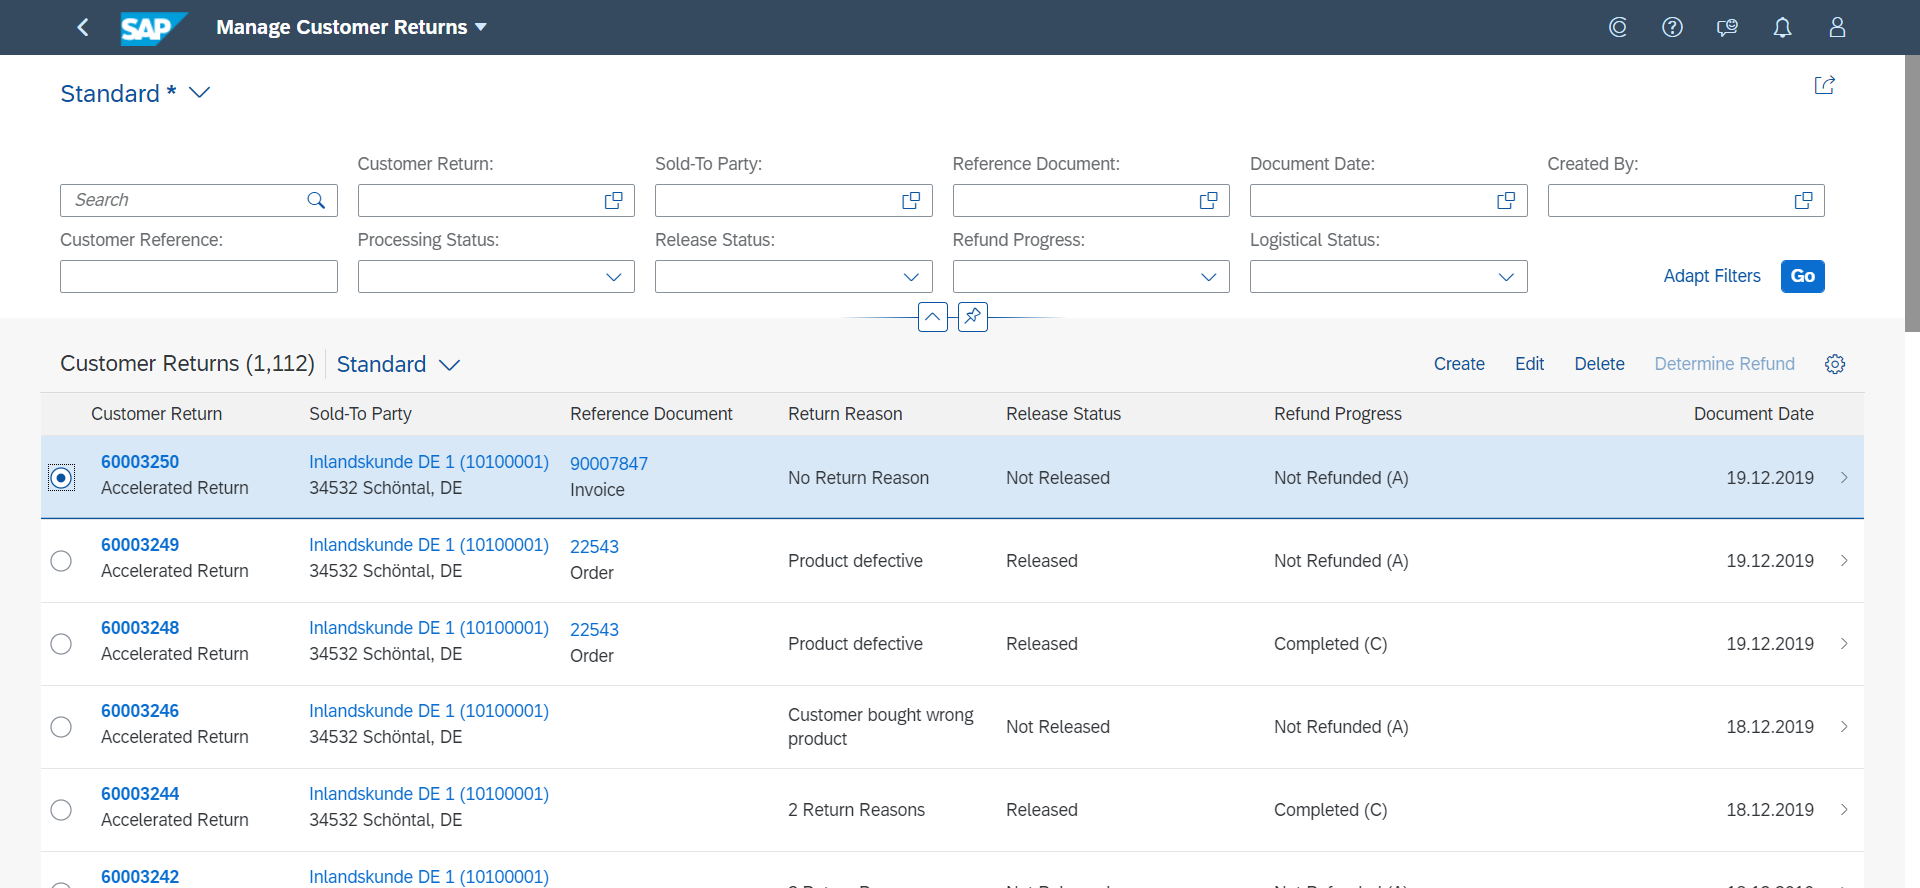 SAP Manage Customer Returns
Standard *
Customer Return: Sold-To Party: Reference Document: Document Date: Created By:
Search
Customer Reference: Processing Status: Release Status: Refund Progress: Logistical Status:
Adapt Filters Go
Customer Returns (1,112) Standard Create Edit Delete Determine Refund
Customer Return Sold-To Party Reference Document Return Reason Release Status Refund Progress Document Date
60003250 Inlandskunde DE 1 (10100001) 90007847
No Return Reason Not Released Not Refunded (A) 19.12.2019
Accelerated Return 34532 Schöntal, DE Invoice
60003249 Inlandskunde DE 1 (10100001) 22543
Product defective Released Not Refunded (A) 19.12.2019
Accelerated Return 34532 Schöntal, DE Order
60003248 Inlandskunde DE 1 (10100001) 22543
Product defective Released Completed (C) 19.12.2019
Accelerated Return 34532 Schöntal, DE Order
60003246 Inlandskunde DE 1 (10100001)
Customer bought wrong
product
Not Released Not Refunded (A) 18.12.2019
Accelerated Return 34532 Schöntal, DE
60003244 Inlandskunde DE 1 (10100001)
2 Return Reasons Released Completed (C) 18.12.2019
Accelerated Return 34532 Schöntal, DE
60003242 Inlandskunde DE 1 (10100001)